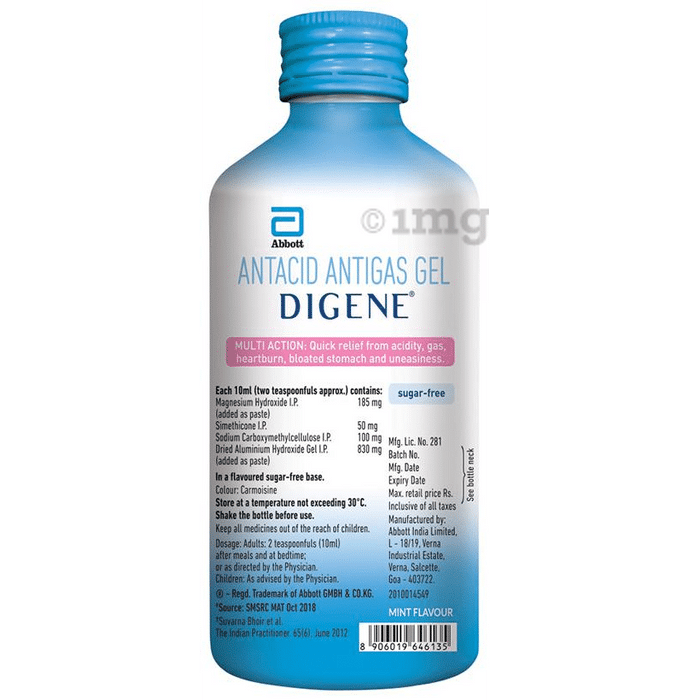 © 1mg
Abbott
ANTACID ANTIGAS GEL
DIGENE®
MULTI ACTION: Quick relief from acidity, gas,
heartburn, bloated stomach and uneasiness.
Each 10ml (two teaspoonfuls approx.) contains:
Magnesium Hydroxide I.P. 185 mg
(added as paste)
Simethicone I.P. 50 mg
Sodium Carboxymethylcellulose I.P. 100 mg
Dried Aluminium Hydroxide Gel I.P. 830 mg
(added as paste)
In a flavoured sugar-free base.
Colour: Carmoisine
Store at a temperature not exceeding 30°C.
Shake the bottle before use.
Keep all medicines out of the reach of children.
Dosage: Adults: 2 teaspoonfuls (10ml)
after meals and at bedtime;
or as directed by the Physician.
Children: As advised by the Physician.
® - Regd. Trademark of Abbott GMBH & CO.KG.
*Source: SMSRC MAT Oct 2018
*Suvarna Bhoir et al.
The Indian Practitioner. 65(6). June 2012
sugar-free
Mfg. Lic. No. 281
Batch No.
Mfg. Date
Expiry Date
Max. retail price Rs.
Inclusive of all taxes
See bottle neck
Manufactured by:
Abbott India Limited,
L - 18/19, Verna
Industrial Estate,
Verna, Salcette,
Goa - 403722.
2010014549
MINT FLAVOUR
8 906019 646135